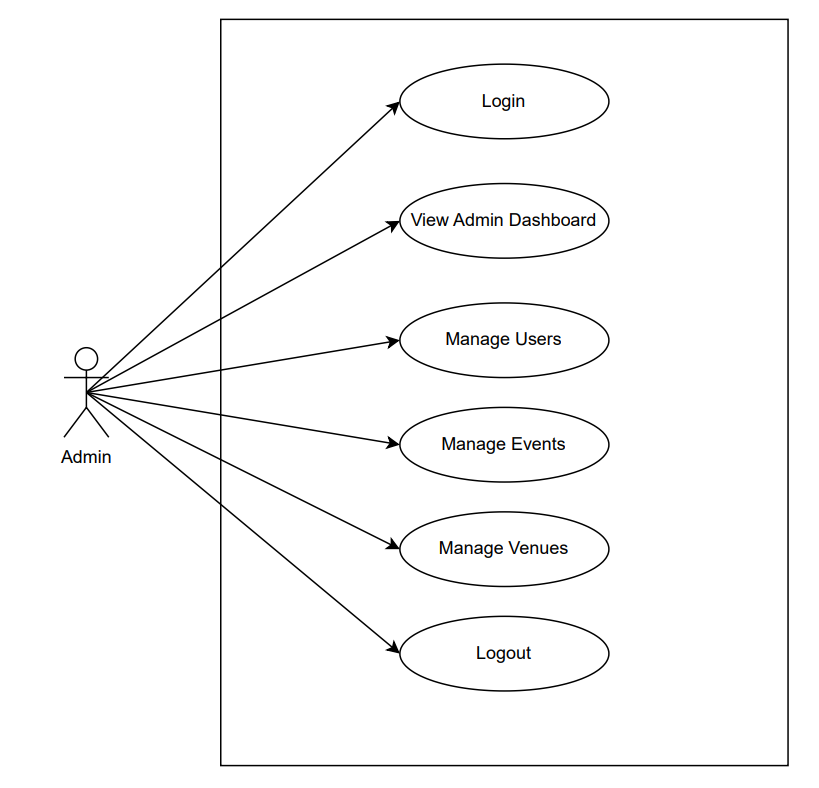 Login
View Admin Dashboard
Manage Users
Manage Events
Admin
Manage Venues
Logout